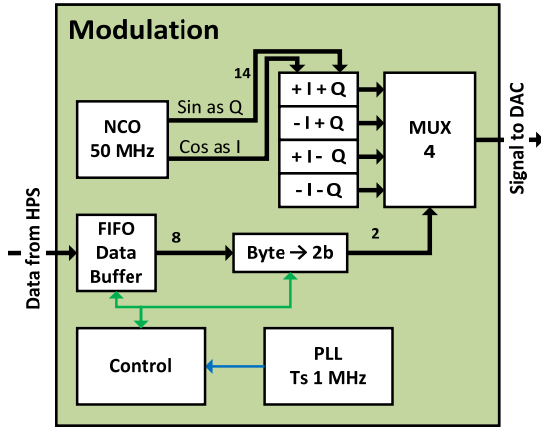 Modulation
14
Sin as Q
Cos as I
NCO
50 MHz
+ I + Q
- I + Q
+ I - Q
- I - Q
MUX
4
Signal to DAC
Data from HPS
FIFO
Data
Buffer
8
Byte → 2b
2
Control
PLL
Ts 1 MHz